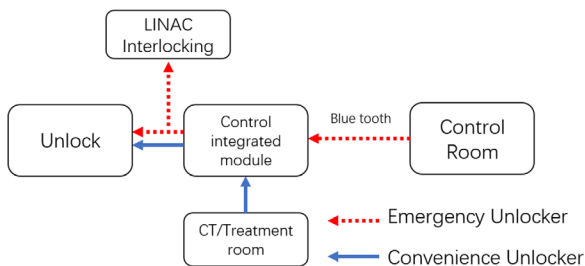 LINAC
Interlocking
Unlock
Control
integrated
module
Blue tooth
Control
Room
CT/Treatment
room
Emergency Unlocker
Convenience Unlocker